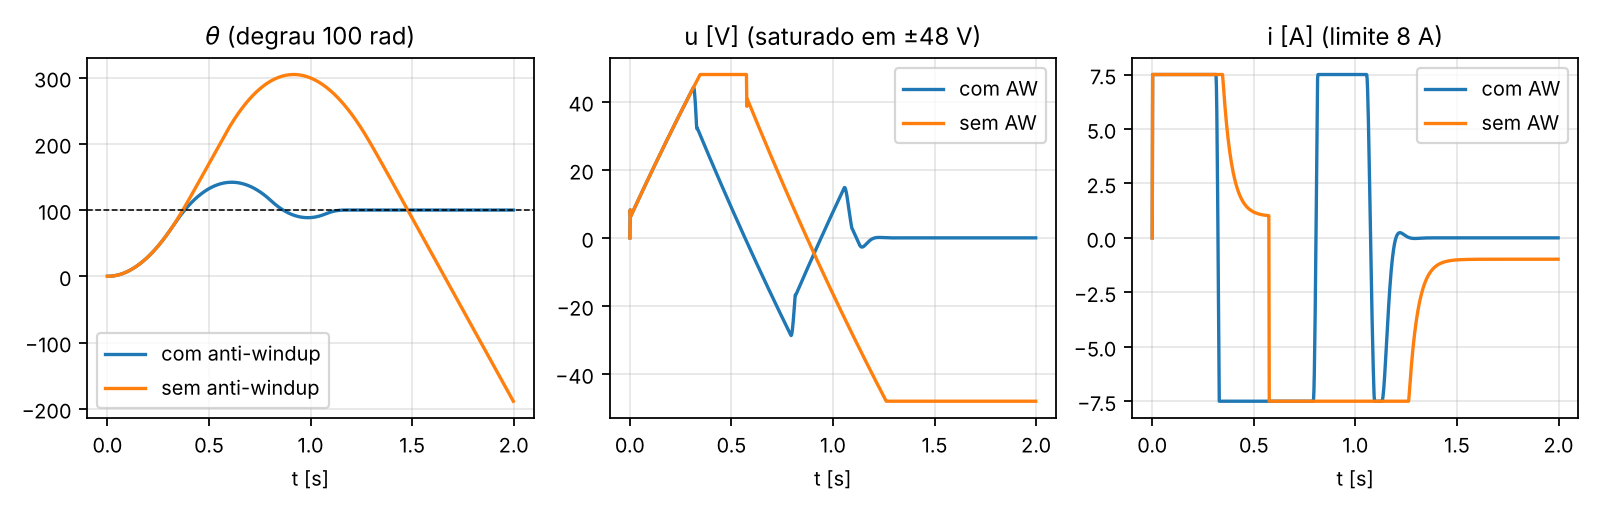 θ (degrau 100 rad)
300
200
100
0
−100
−200
com anti-windup
sem anti-windup
0.0 0.5 1.0 1.5 2.0
t [s]
u [V] (saturado em ±48 V)
40
20
0
−20
−40
com AW
sem AW
0.0 0.5 1.0 1.5 2.0
t [s]
i [A] (limite 8 A)
7.5
5.0
2.5
0.0
−2.5
−5.0
−7.5
com AW
sem AW
0.0 0.5 1.0 1.5 2.0
t [s]